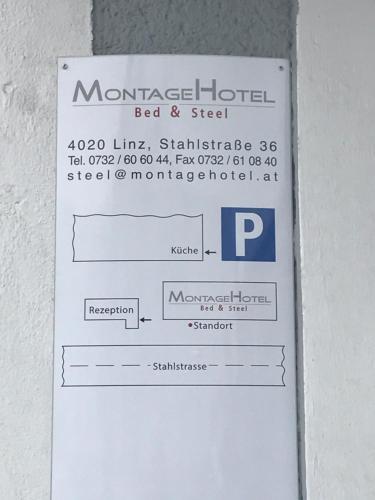 MONTAGEHOTEL
Bed & Steel
4020 Linz, Stahlstraße 36
Tel. 0732 / 60 60 44, Fax 0732 / 61 08 40
steel@montagehotel.at
P
Küche
MONTAGEHOTEL
Bed & Steel
Rezeption
Standort
Stahlstrasse